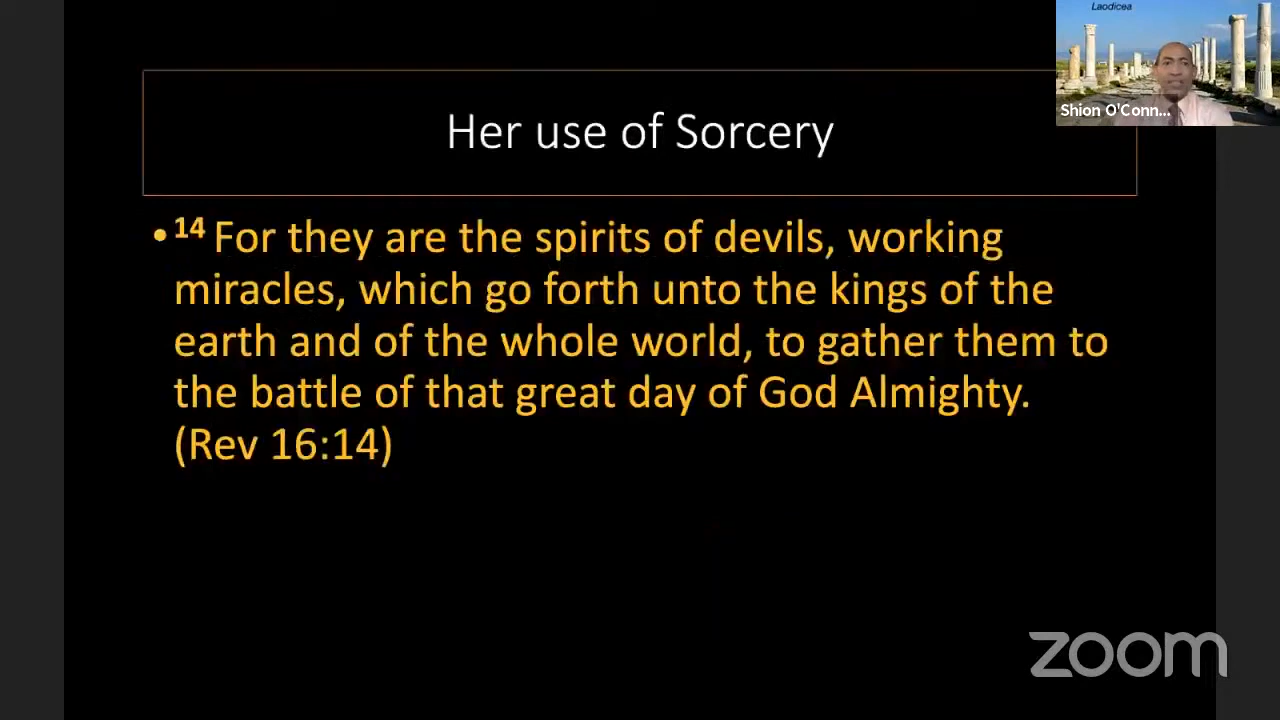 Laodicea
Shion O'Conn...
Her use of Sorcery
• 14 For they are the spirits of devils, working
miracles, which go forth unto the kings of the
earth and of the whole world, to gather them to
the battle of that great day of God Almighty.
(Rev 16:14)
zoom